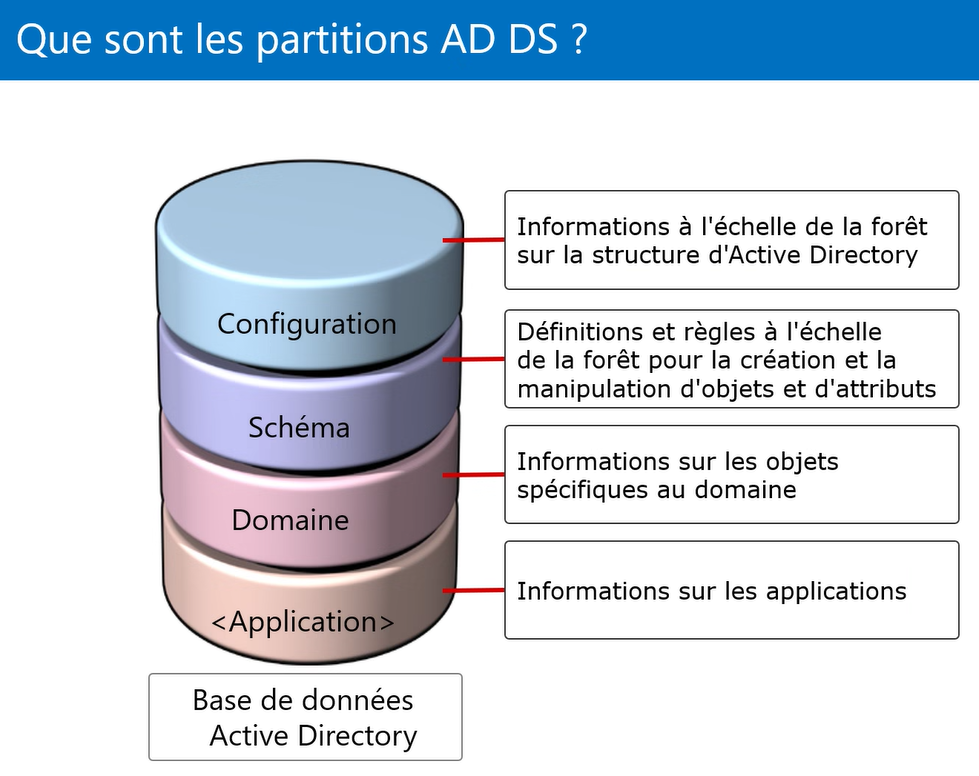 Que sont les partitions AD DS ?
Configuration
Informations à l'échelle de la forêt
sur la structure d'Active Directory
Schéma
Définitions et règles à l'échelle
de la forêt pour la création et la
manipulation d'objets et d'attributs
Domaine
Informations sur les objets
spécifiques au domaine
<Application>
Informations sur les applications
Base de données
Active Directory